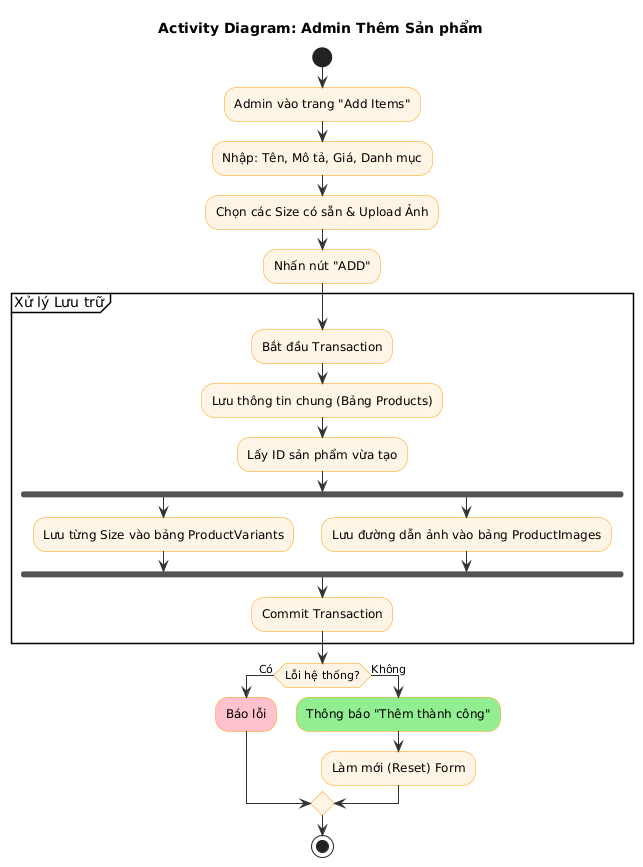 Activity Diagram: Admin Thêm Sản phẩm
Admin vào trang "Add Items"
Nhập: Tên, Mô tả, Giá, Danh mục
Chọn các Size có sẵn & Upload Ảnh
Nhấn nút "ADD"
Xử lý Lưu trữ
Bắt đầu Transaction
Lưu thông tin chung (Bảng Products)
Lấy ID sản phẩm vừa tạo
Lưu từng Size vào bảng ProductVariants
Lưu đường dẫn ảnh vào bảng ProductImages
Commit Transaction
Lỗi hệ thống?
Có
Không
Báo lỗi
Thông báo "Thêm thành công"
Làm mới (Reset) Form